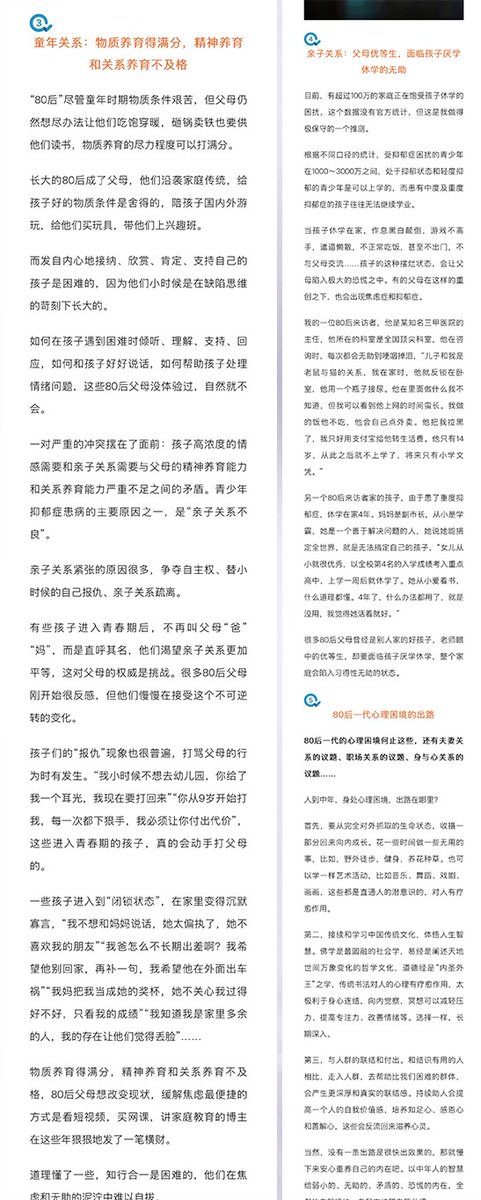 3
童年关系：物质养育得满分，精神养育
和关系养育不及格
“80后”尽管童年时期物质条件艰苦，但父母仍
然想尽办法让他们吃饱穿暖，砸锅卖铁也要供
他们读书，物质养育的尽力程度可以打满分。
长大的80后成了父母，他们沿袭家庭传统，给
孩子好的物质条件是舍得的，陪孩子国内外游
玩，给他们买玩具，带他们上兴趣班。
而发自内心地接纳、欣赏、肯定、支持自己的
孩子是困难的，因为他们小时候是在缺陷思维
的苛刻下长大的。
如何在孩子遇到困难时倾听、理解、支持、回
应，如何和孩子好好说话，如何帮助孩子处理
情绪问题，这些80后父母没体验过，自然就不
会。
一对严重的冲突摆在了面前：孩子高浓度的情
感需要和亲子关系需要与父母的精神养育能力
和关系养育能力严重不足之间的矛盾。青少年
抑郁症患病的主要原因之一，是“亲子关系不
良”。
亲子关系紧张的原因很多，争夺自主权、替小
时候的自己报仇、亲子关系疏离。
有些孩子进入青春期后，不再叫父母“爸”
“妈”，而是直呼其名，他们渴望亲子关系更加
平等，这对父母的权威是挑战。很多80后父母
刚开始很反感，但他们慢慢在接受这个不可逆
转的变化。
孩子们的“报仇”现象也很普遍，打骂父母的行
为时有发生。“我小时候不想去幼儿园，你给了
我一个耳光，我现在要打回来”“你从9岁开始打
我，每一次都下狠手，我必须让你付出代价”，
这些进入青春期的孩子，真的会动手打父母
的。
一些孩子进入到“闭锁状态”，在家里变得沉默
寡言，“我不想和妈妈说话，她太偏执了，她不
喜欢我的朋友”“我爸怎么不长期出差啊？我希
望他别回家，再补一句，我希望他在外面出车
祸”“我妈把我当成她的奖杯，她不关心我过得
好不好，只看我的成绩”“我知道我是家里多余
的人，我的存在让他们觉得丢脸”……
物质养育得满分，精神养育和关系养育不及
格，80后父母想改变现状，缓解焦虑最便捷的
方式是看短视频，买网课，讲家庭教育的博主
在这些年狠狠地发了一笔横财。
道理懂了一些，知行合一是困难的，他们在焦
虑和无助的泥泞中难以自拔。
4
亲子关系：父母优等生，面临孩子厌学
休学的无助
目前，有超过100万的家庭正在饱受孩子休学的
困扰，这个数据没有官方统计，但这是我做得
极保守的一个推测。
根据不同口径的统计，受抑郁症困扰的青少年
在1000～3000万之间，处于抑郁状态和轻度抑
郁的青少年是可以上学的，而患有中度及重度
抑郁症的孩子往往无法继续学业。
当孩子休学在家，作息黑白颠倒，游戏不离
手，邋遢懒散，不正常吃饭，甚至不出门，不
与父母交流……孩子的这种摆烂状态，会让父
母陷入极大的恐慌之中。有的父母在这样的重
创之下，也会出现焦虑症和抑郁症。
我的一位80后来访者，他是某知名三甲医院的
主任，他所在的科室是全国顶尖科室，他在咨
询时，每次都会无助到哽咽掉泪，“儿子和我是
老鼠与猫的关系，我在家时，他就反锁在卧
室，他用一个瓶子接尿。他在里面做什么我不
知道，但我可以看到他上网的时间蛮长。我做
的饭他不吃，他会自己点外卖。他把我拉黑
了，我只好用支付宝给他转生活费。他只有14
岁，从此之后就不上学了，将来只有小学文
凭。”
另一个80后来访者家的孩子，由于患了重度抑
郁症，休学在家4年。妈妈是副市长，从小是学
霸，她是一个善于解决问题的人，她说她能搞
定全世界，就是无法搞定自己的孩子，“女儿从
小就很优秀，以全校第4名的入学成绩考入重点
高中，上学一周后就休学了。她从小爱看书，
什么道理都懂。4年了，什么办法都用了，就是
没用，我觉得她活着就好。”
很多80后父母曾经是别人家的好孩子，老师眼
中的优等生，却要面临孩子厌学休学，整个家
庭会陷入习得性无助的状态。
5
80后一代心理困境的出路
80后一代的心理困境何止这些，还有夫妻关
系的议题、职场关系的议题、身与心关系的
议题……
人到中年，身处心理困境，出路在哪里？
首先，要从完全对外抓取的生命状态，收摄一
部分回来向内成长。花一些时间做一些无用的
事，比如，野外徒步，健身，养花种草，也可
以学一样艺术活动，比如音乐、舞蹈、戏剧、
画画，这些都是直通人的潜意识的，对人有疗
愈作用。
第二，接续和学习中国传统文化，体悟人生智
慧。佛学是最圆融的社会学，易经是阐述天地
世间万象变化的哲学文化，道德经是“内圣外
王”之学，传统书法对人的心理有疗愈作用，太
极利于身心连结，向内觉察，冥想可以减轻压
力、提高专注力、改善情绪等。选择一样，长
期深入。
第三，与人群的联结和付出。和结识有用的人
相比，走入人群，去帮助比我们困难的群体，
会产生更深厚和真实的联结感。持续助人会提
高一个人的自我价值感，培养知足心、感恩心
和善解心，这些会反流回来滋养心灵。
当然，没有一条出路是很快出效果的，那就慢
下来安心重养自己的内在吧。以中年人的智慧
给弱小的、无助的、矛盾的、恐慌的内在，全